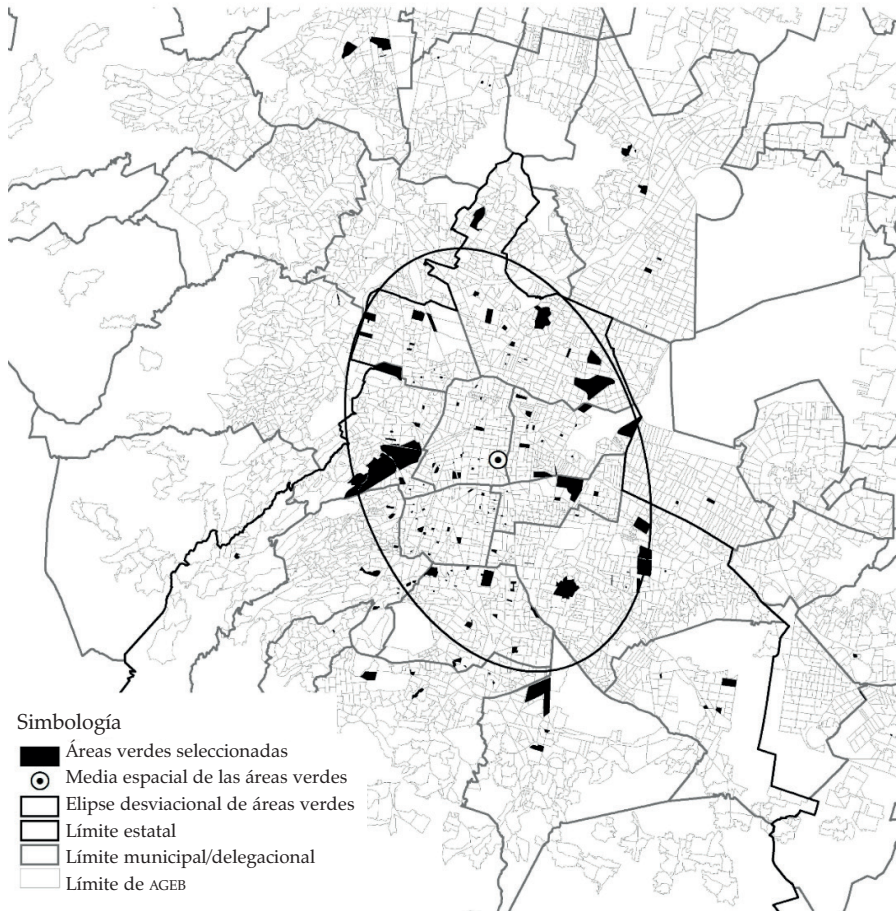 Simbología
Áreas verdes seleccionadas
Media espacial de las áreas verdes
Elipse desviacional de áreas verdes
Límite estatal
Límite municipal/delegacional
Límite de AGEB